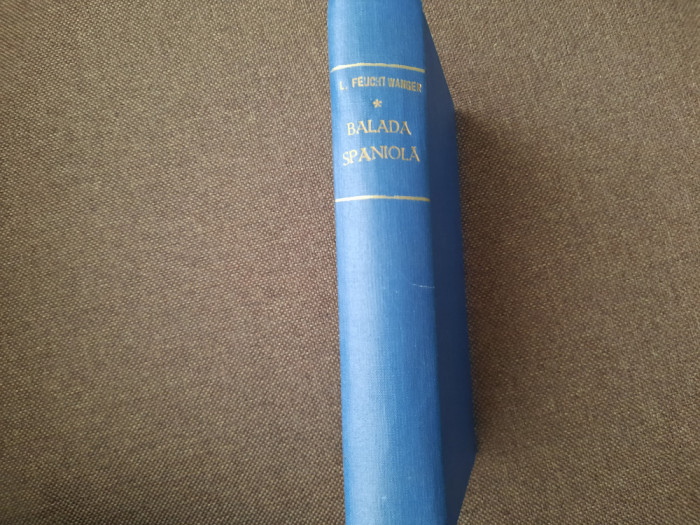 L. FEUCHTWANGER
*
BALADA
SPANIOLĂ